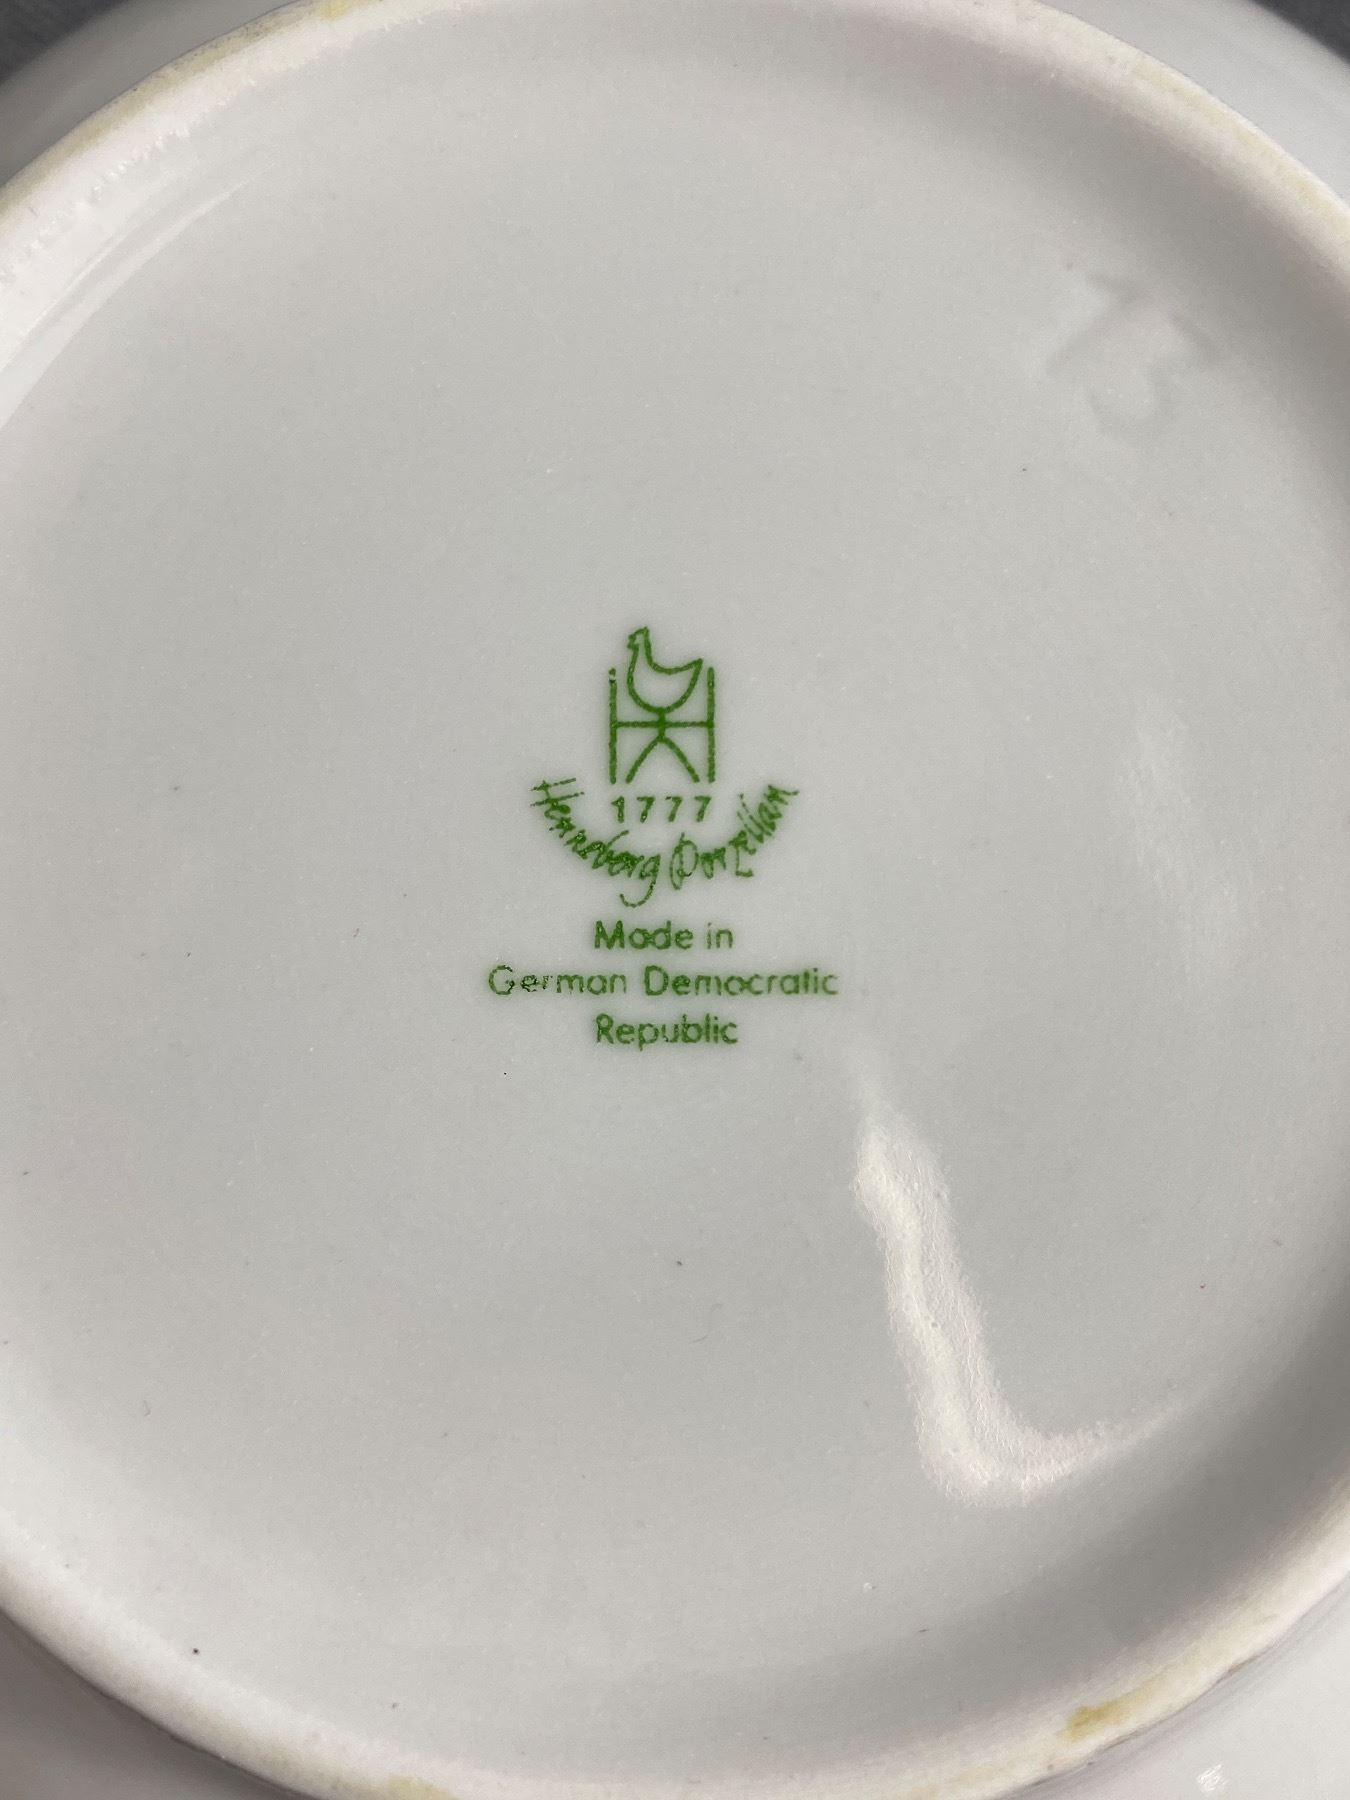 1777
Henneberg Porzellan
Made in
German Democratic
Republic